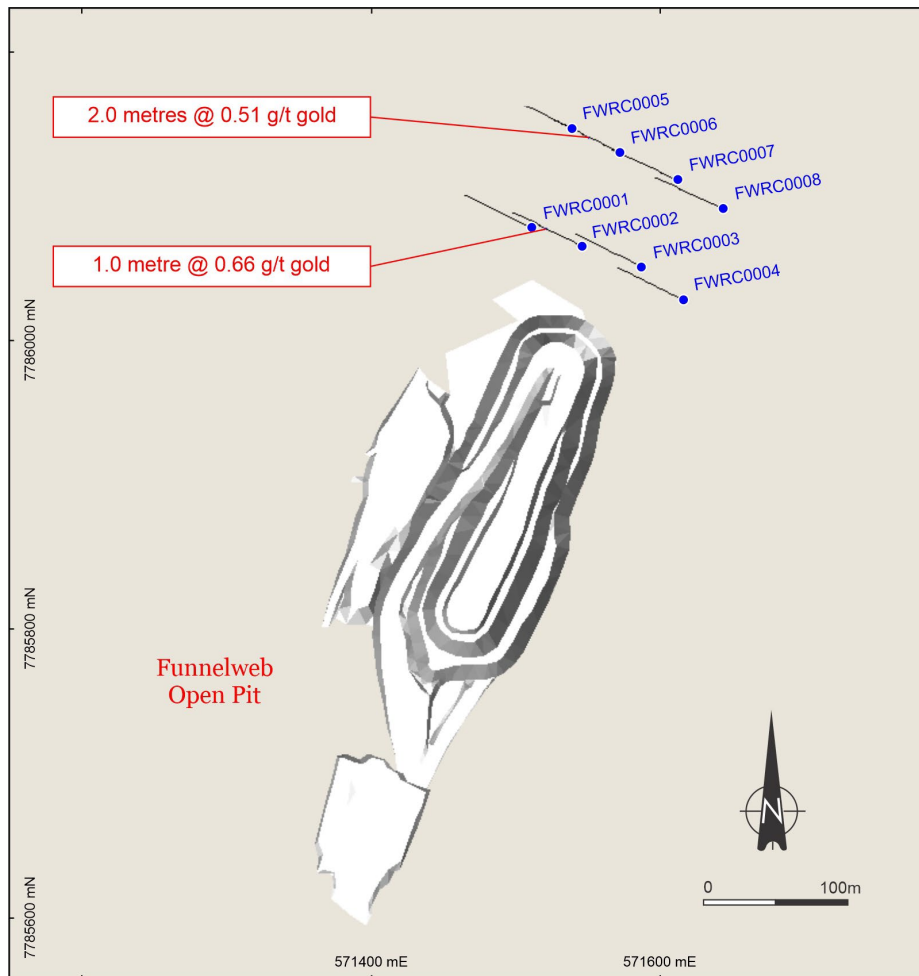 2.0 metres @ 0.51 g/t gold
FWRC0005
FWRC0006
FWRC0007
FWRC0008
FWRC0001
FWRC0002
FWRC0003
FWRC0004
1.0 metre @ 0.66 g/t gold
7786000 mN
7785800 mN
Funnelweb
Open Pit
N
0 100m
7785600 mN
571400 mE
571600 mE